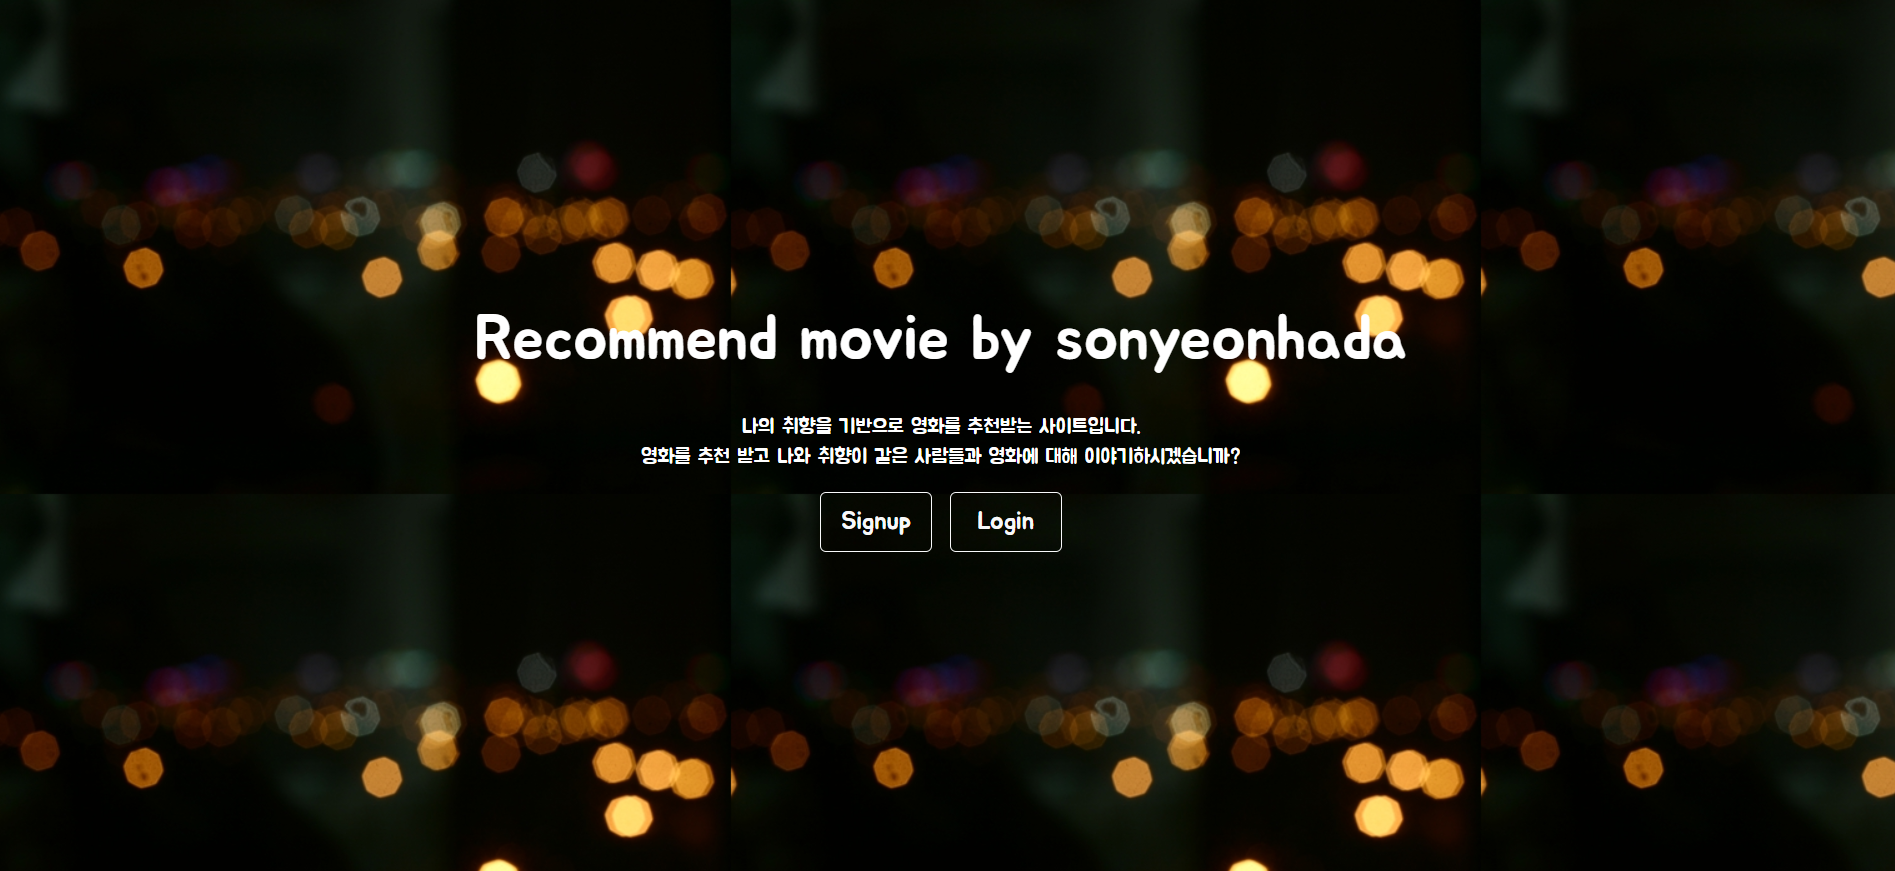 Recommend movie by sonyeonhada
나의 취향을 기반으로 영화를 추천받는 사이트입니다.
영화를 추천 받고 나와 취향이 같은 사람들과 영화에 대해 이야기하시겠습니까?
Signup Login